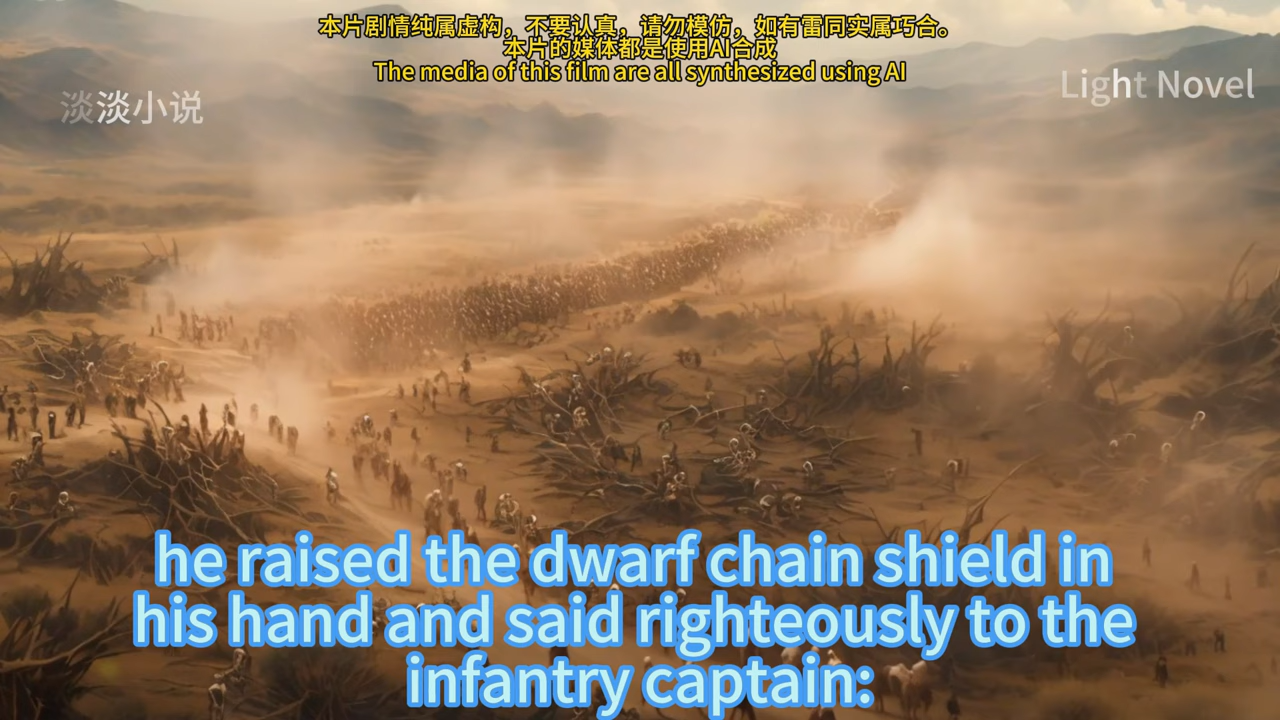 本片剧情纯属虚构，不要认真，请勿模仿，如有雷同实属巧合。
本片的媒体都是使用AI合成
The media of this film are all synthesized using AI
Light Novel
淡淡小说
he raised the dwarf chain shield in
his hand and said righteously to the
infantry captain: